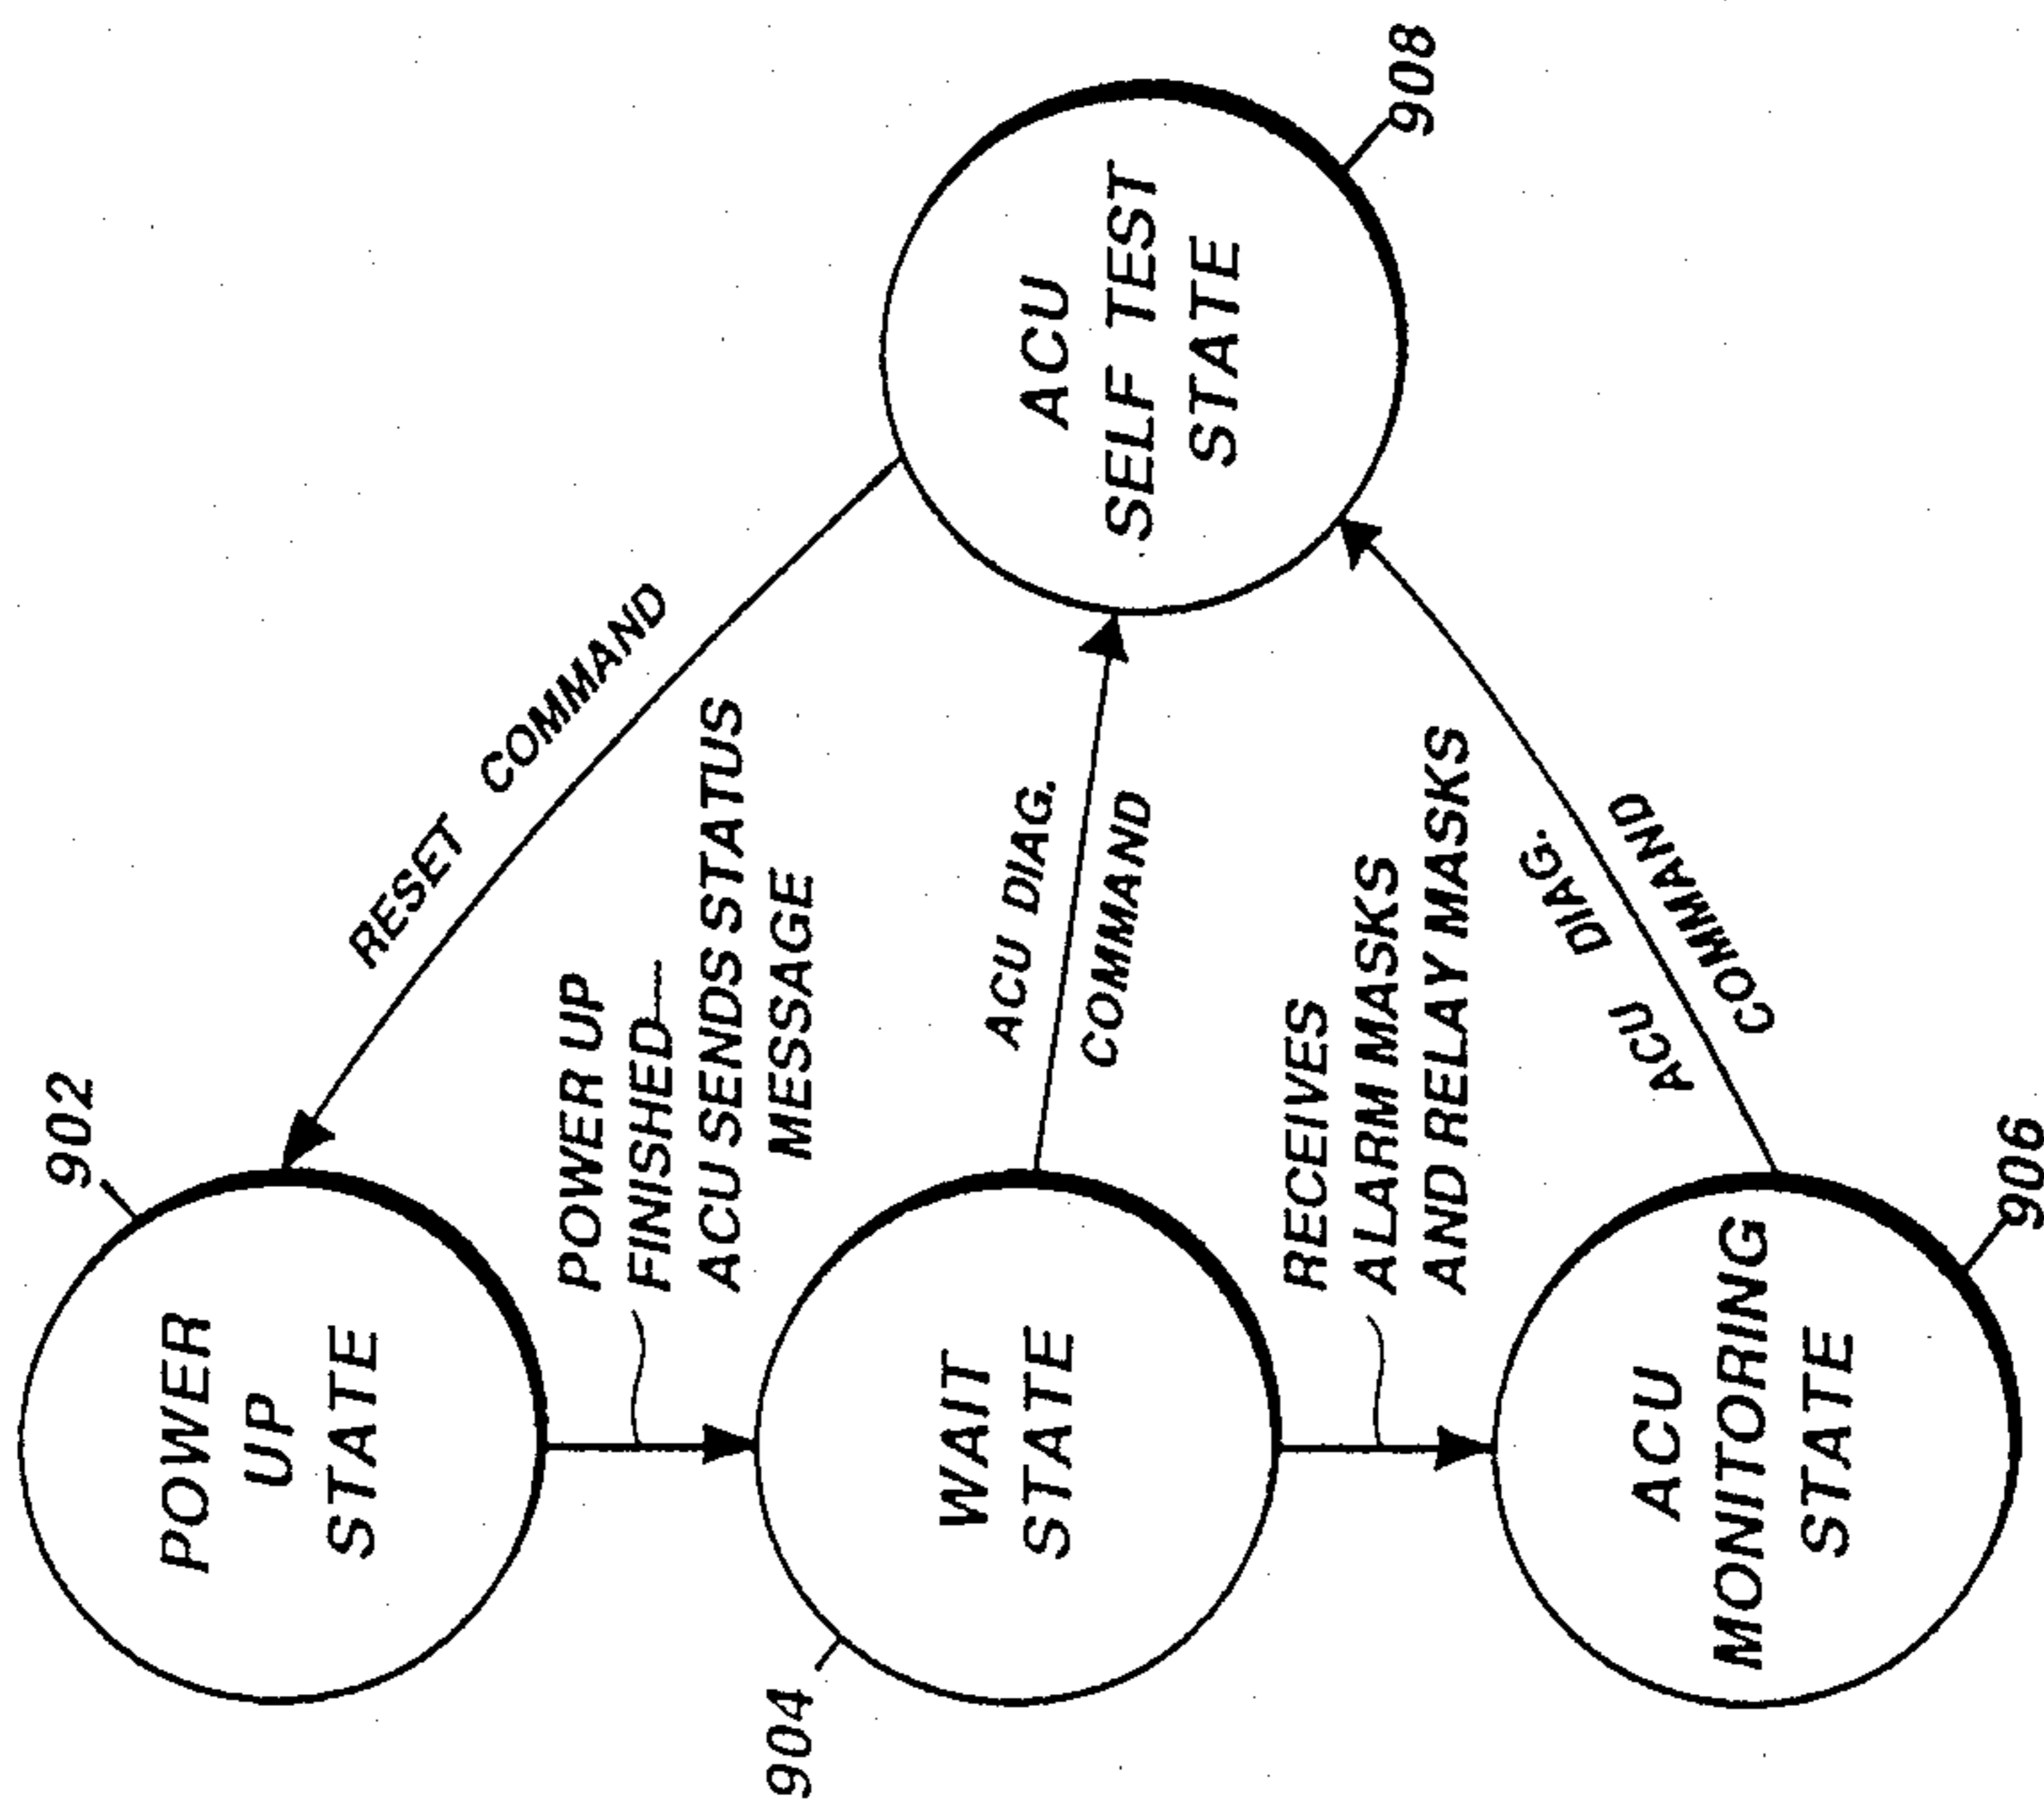 902
POWER
UP
STATE
RESET COMMAND
POWER UP
FINISHED—
ACU SENDS STATUS
MESSAGE
904
WAIT
STATE
ACU DIAG.
COMMAND
RECEIVES
ALARM MASKS
AND RELAY MASKS
ACU
MONITORING
STATE
906
ACU DIAG.
COMMAND
ACU
SELF TEST
STATE
908